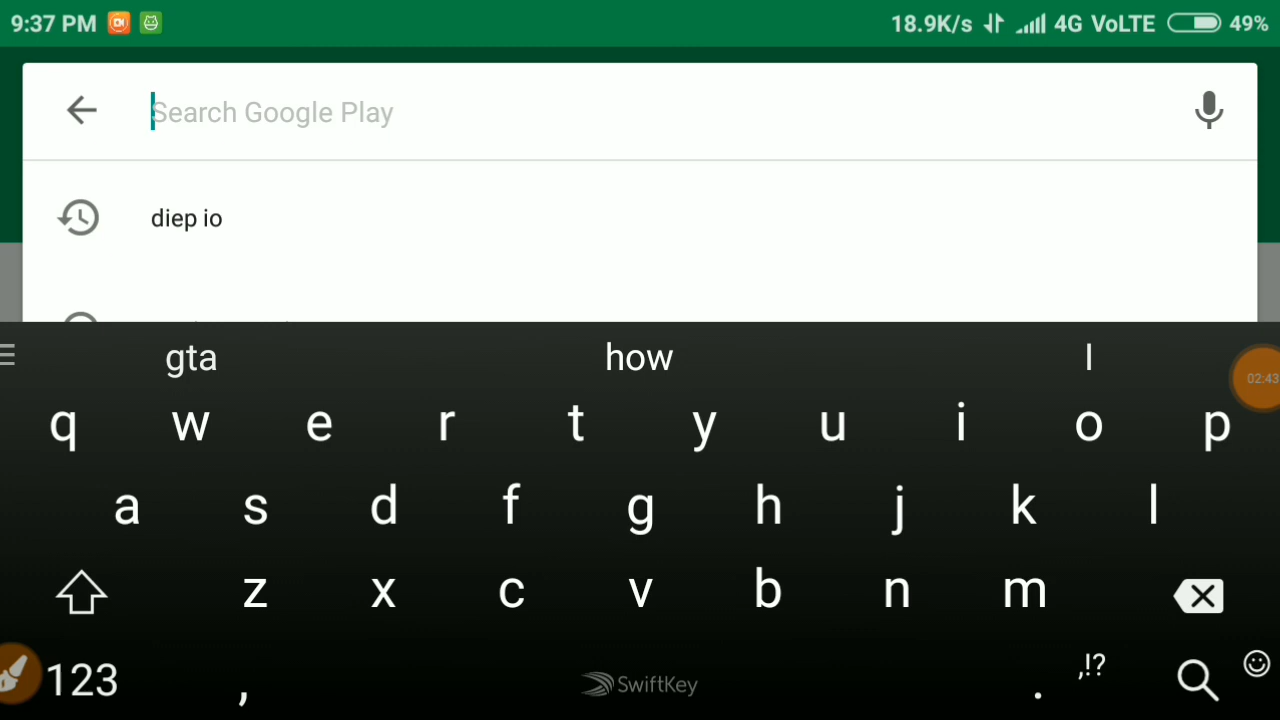 9:37 PM 18.9K/s 4G VoLTE 49%
Search Google Play
diep io
gta how I
02:43
q w e r t y u i o p
a s d f g h j k l
z x c v b n m
123 , SwiftKey . ,!?